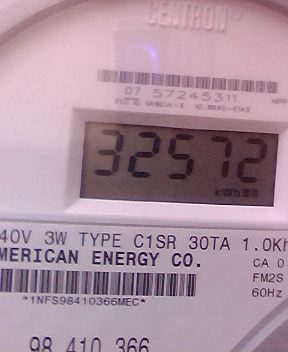 CENTRON®
07 57245311
32572
kWh
40V 3W TYPE C1SR 30TA 1.0Kh
MERICAN ENERGY CO.
CA 0
FM2S
*1NFS98410366MEC*
60Hz
98 410 366